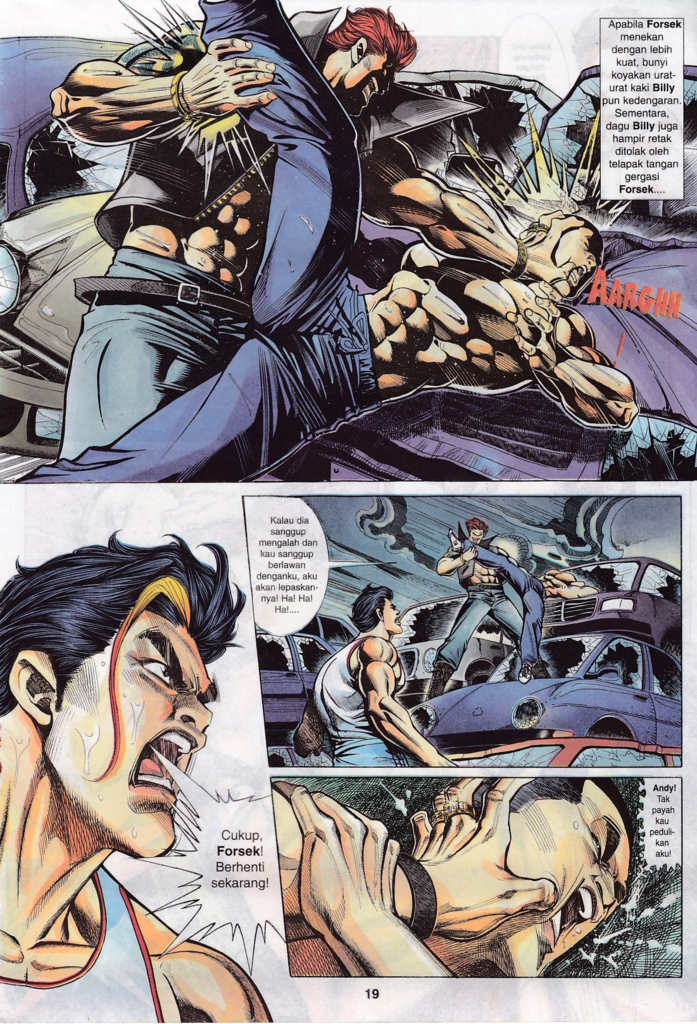 Apabila Forsek
menekan
dengan lebih
kuat, bunyi
koyakan urat-
urat kaki Billy
pun kedengaran.
Sementara,
dagu Billy juga
hampir retak
ditolak oleh
telapak tangan
gergasi
Forsek....
AARGHH
!
Kalau dia
sanggup
mengalah dan
kau sanggup
berlawan
denganku, aku
akan lepaskan-
nya! Ha! Ha!
Ha!....
Cukup,
Forsek!
Berhenti
sekarang!
Andy!
Tak
payah
kau
peduli-
kan
aku!
19